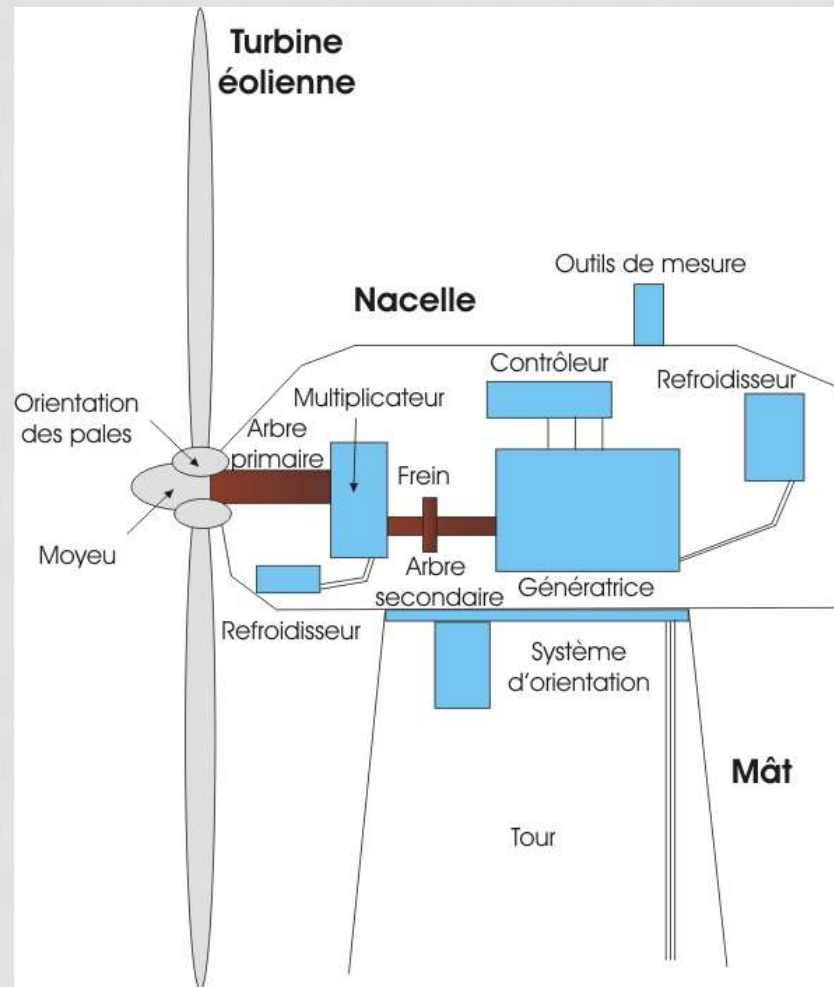 Turbine
éolienne
Outils de mesure
Nacelle
Contrôleur
Refroidisseur
Orientation
des pales
Multiplicateur
Arbre
primaire
Frein
Moyeu
Arbre
secondaire
Génératrice
Refroidisseur
Système
d'orientation
Mât
Tour